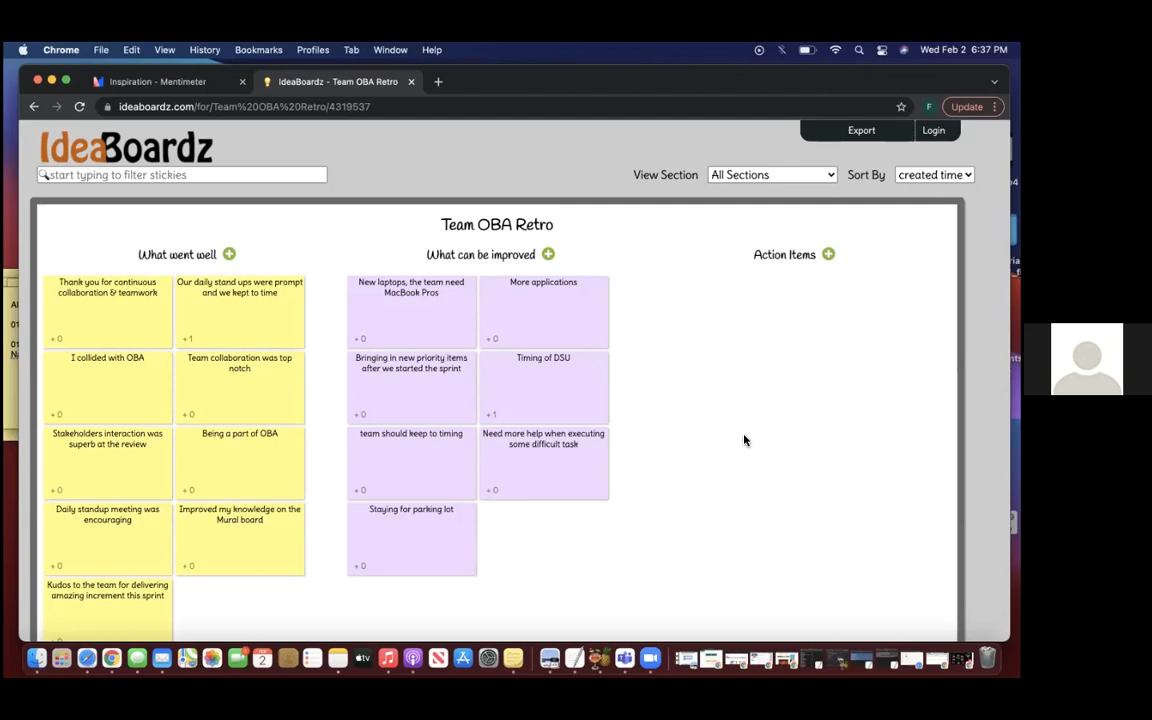 Chrome File Edit View History Bookmarks Profiles Tab Window Help Wed Feb 2 6:37 PM
Inspiration - Mentimeter
IdeaBoardz - Team OBA Retro
ideaboardz.com/for/Team%20OBA%20Retro/4319537
F
Update
IdeaBoardz
Export
Login
start typing to filter stickies
View Section
All Sections
Sort By
created time
Team OBA Retro
What went well
Thank you for continuous
collaboration & teamwork
+ 0
Our daily stand ups were prompt
and we kept to time
+ 1
I collided with OBA
+ 0
Team collaboration was top
notch
+ 0
Stakeholders interaction was
superb at the review
+ 0
Being a part of OBA
+ 0
Daily standup meeting was
encouraging
+ 0
Improved my knowledge on the
Mural board
+ 0
Kudos to the team for delivering
amazing increment this sprint
What can be improved
New laptops, the team need
MacBook Pros
+ 0
More applications
+ 0
Bringing in new priority items
after we started the sprint
+ 0
Timing of DSU
+ 1
team should keep to timing
+ 0
Need more help when executing
some difficult task
+ 0
Staying for parking lot
+ 0
Action Items